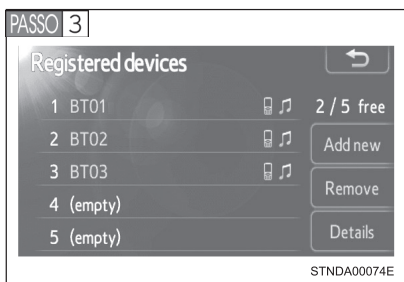 PASSO 3
Registered devices
1 BT01
2 / 5 free
2 BT02
Add new
3 BT03
Remove
4 (empty)
5 (empty)
Details
STNDA00074E